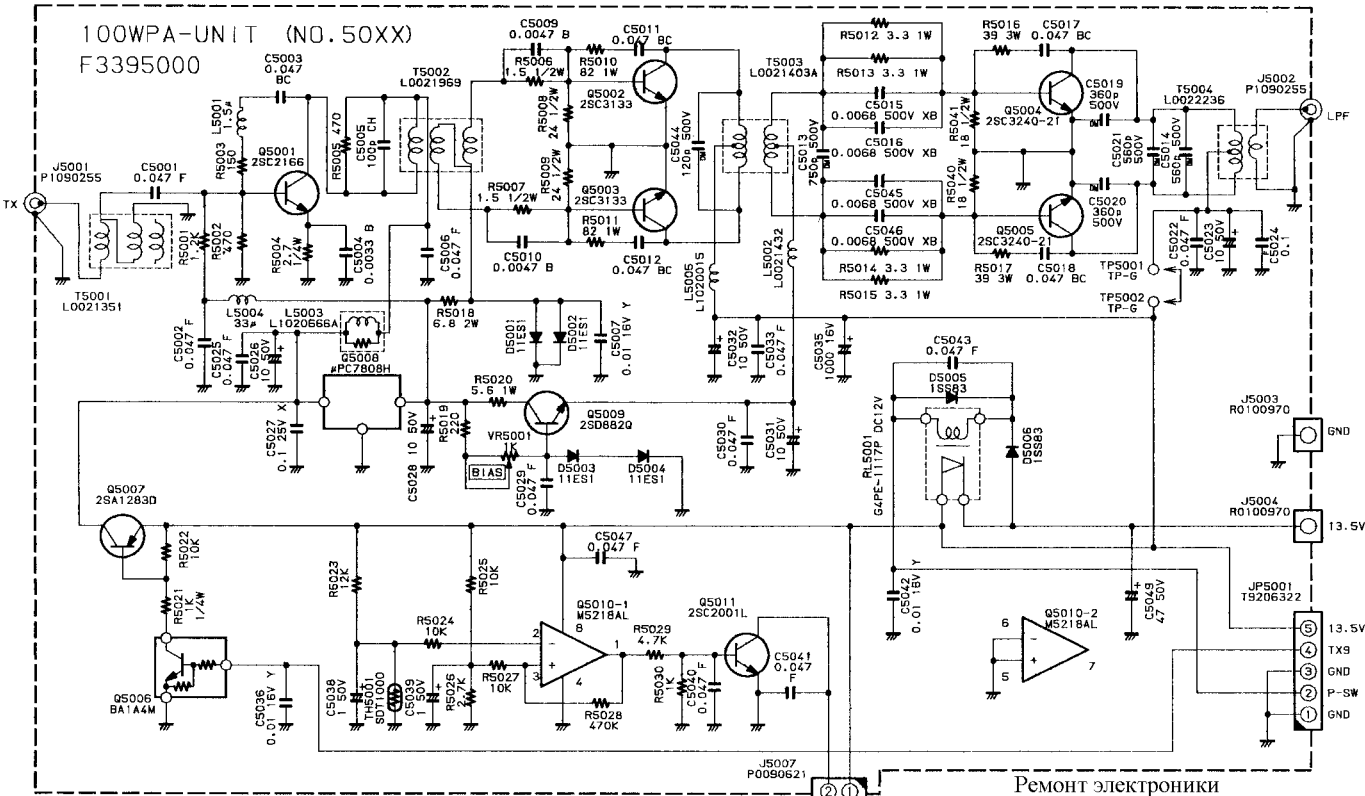 100WPA-UNIT (NO.50XX)
F3395000
C5003
0.047
BC
L5001
1.5μ
R5003
150
J5001
P1090255
TX
C5001
0.047 F
T5001
L0021351
R5001
1.2K
R5002
470
Q5001
2SC2166
R5004
2.7
1/4W
C5004
0.0033 B
R5005 470
C5005
100p CH
T5002
L0021969
C5006
0.047 F
C5009
0.0047 B
R5006
1.5 1/2W
R5007
1.5 1/2W
C5010
0.0047 B
R5008
24 1/2W
R5009
24 1/2W
R5010
82 1W
C5011
0.047 BC
Q5002
2SC3133
Q5003
2SC3133
R5011
82 1W
C5012
0.047 BC
C5044
120p 500V
T5003
L0021403A
R5012 3.3 1W
R5013 3.3 1W
C5015
0.0068 500V XB
C5016
0.0068 500V XB
C5013
750p 500V
C5045
0.0068 500V XB
C5046
0.0068 500V XB
R5014 3.3 1W
R5015 3.3 1W
R5016
39 3W
C5017
0.047 BC
Q5004
2SC3240-21
R5041
18 1/2W
R5040
18 1/2W
Q5005
2SC3240-21
R5017
39 3W
C5018
0.047 BC
C5019
360p
500V
C5020
360p
500V
C5021
560p
500V
C5014
560p 500V
T5004
L0022236
J5002
P1090255
LPF
C5022
0.047 F
C5023
10 50V
C5024
0.1
TP5001
TP-G
TP5002
TP-G
L5004
33μ
L5003
L1020666A
C5002
0.047 F
C5025
0.047 F
C5026
10 50V
Q5008
μPC7808H
R5018
6.8 2W
D5001
11ES1
D5002
11ES1
C5007
0.01 16V Y
L5005
L1020015
L5002
L0021432
C5032
10 50V
C5033
0.047 F
C5035
1000 16V
C5027
0.1 25V X
C5028 10 50V
R5019
220
R5020
5.6 1W
VR5001
1K
BIAS
Q5009
2SD882Q
C5029
0.047 F
D5003
11ES1
D5004
11ES1
C5030
0.047 F
C5031
10 50V
C5043
0.047 F
D5005
1SS83
D5006
1SS83
RL5001
G4PE-1117P DC12V
J5003
R0100970
GND
J5004
R0100970
13.5V
Q5007
2SA1283D
R5022
10K
R5021
1K
1/4W
Q5006
BA1A4M
C5036
0.01 16V Y
R5023
12K
C5038
1 50V
TH5001
SDT1000
C5039
1 50V
R5024
10K
R5025
10K
R5026
2.7K
R5027
10K
C5047
0.047 F
Q5010-1
M5218AL
2
3
8
4
1
R5028
470K
R5029
4.7K
R5030
1K
C5040
0.047 F
Q5011
2SC2001L
C5041
0.047
F
C5042
0.01 16V Y
Q5010-2
M5218AL
6
5
7
C5049
47 50V
JP5001
T9206322
5 13.5V
4 TX9
3 GND
2 P-SW
1 GND
J5007
P0090621
2 1
Ремонт электроники